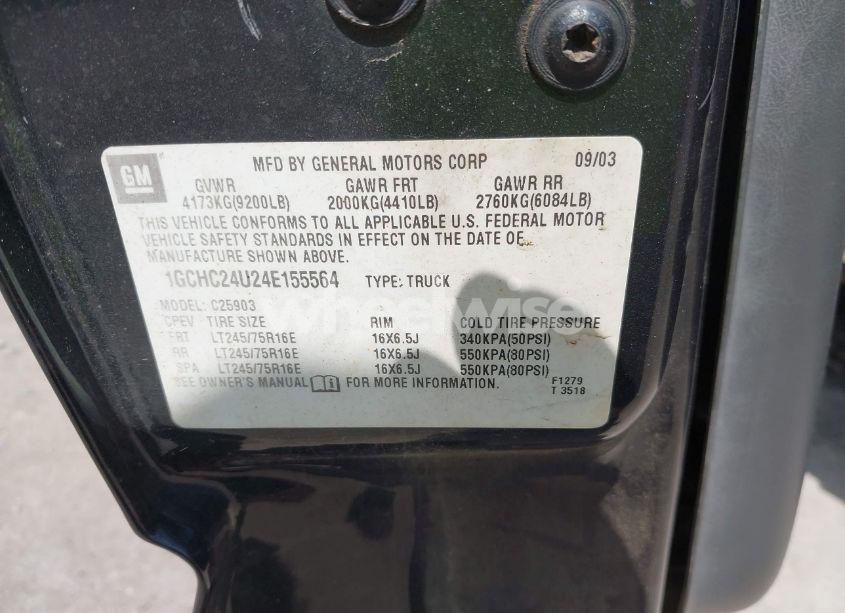 GM MFD BY GENERAL MOTORS CORP 09/03
GVWR GAWR FRT GAWR RR
4173KG(9200LB) 2000KG(4410LB) 2760KG(6084LB)
THIS VEHICLE CONFORMS TO ALL APPLICABLE U.S. FEDERAL MOTOR
VEHICLE SAFETY STANDARDS IN EFFECT ON THE DATE OF
MANUFACTURE SHOWN ABOVE.
1GCHC24U24E155564 TYPE: TRUCK
wheelwise
MODEL: C25903
CPEV TIRE SIZE RIM COLD TIRE PRESSURE
FRT LT245/75R16E 16X6.5J 340KPA(50PSI)
RR LT245/75R16E 16X6.5J 550KPA(80PSI)
SPA LT245/75R16E 16X6.5J 550KPA(80PSI)
SEE OWNER'S MANUAL FOR MORE INFORMATION. F1279
T 3518